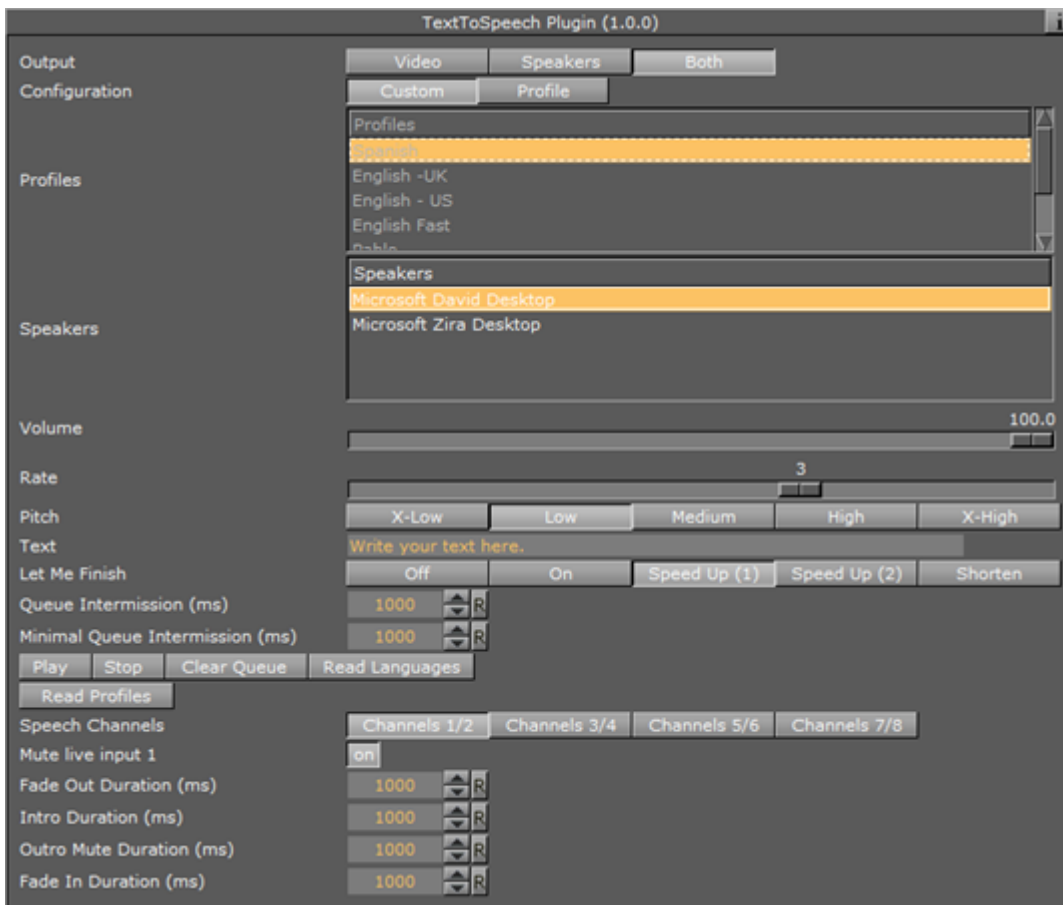 TextToSpeech Plugin (1.0.0) i
Output Video Speakers Both
Configuration Custom Profile
Profiles
Spanish
Profiles English -UK
English - US
English Fast
Pablo
Speakers
Microsoft David Desktop
Speakers Microsoft Zira Desktop
Volume 100.0
Rate 3
Pitch X-Low Low Medium High X-High
Text Write your text here.
Let Me Finish Off On Speed Up (1) Speed Up (2) Shorten
Queue Intermission (ms) 1000 R
Minimal Queue Intermission (ms) 1000 R
Play Stop Clear Queue Read Languages
Read Profiles
Speech Channels Channels 1/2 Channels 3/4 Channels 5/6 Channels 7/8
Mute live input 1 on
Fade Out Duration (ms) 1000 R
Intro Duration (ms) 1000 R
Outro Mute Duration (ms) 1000 R
Fade In Duration (ms) 1000 R